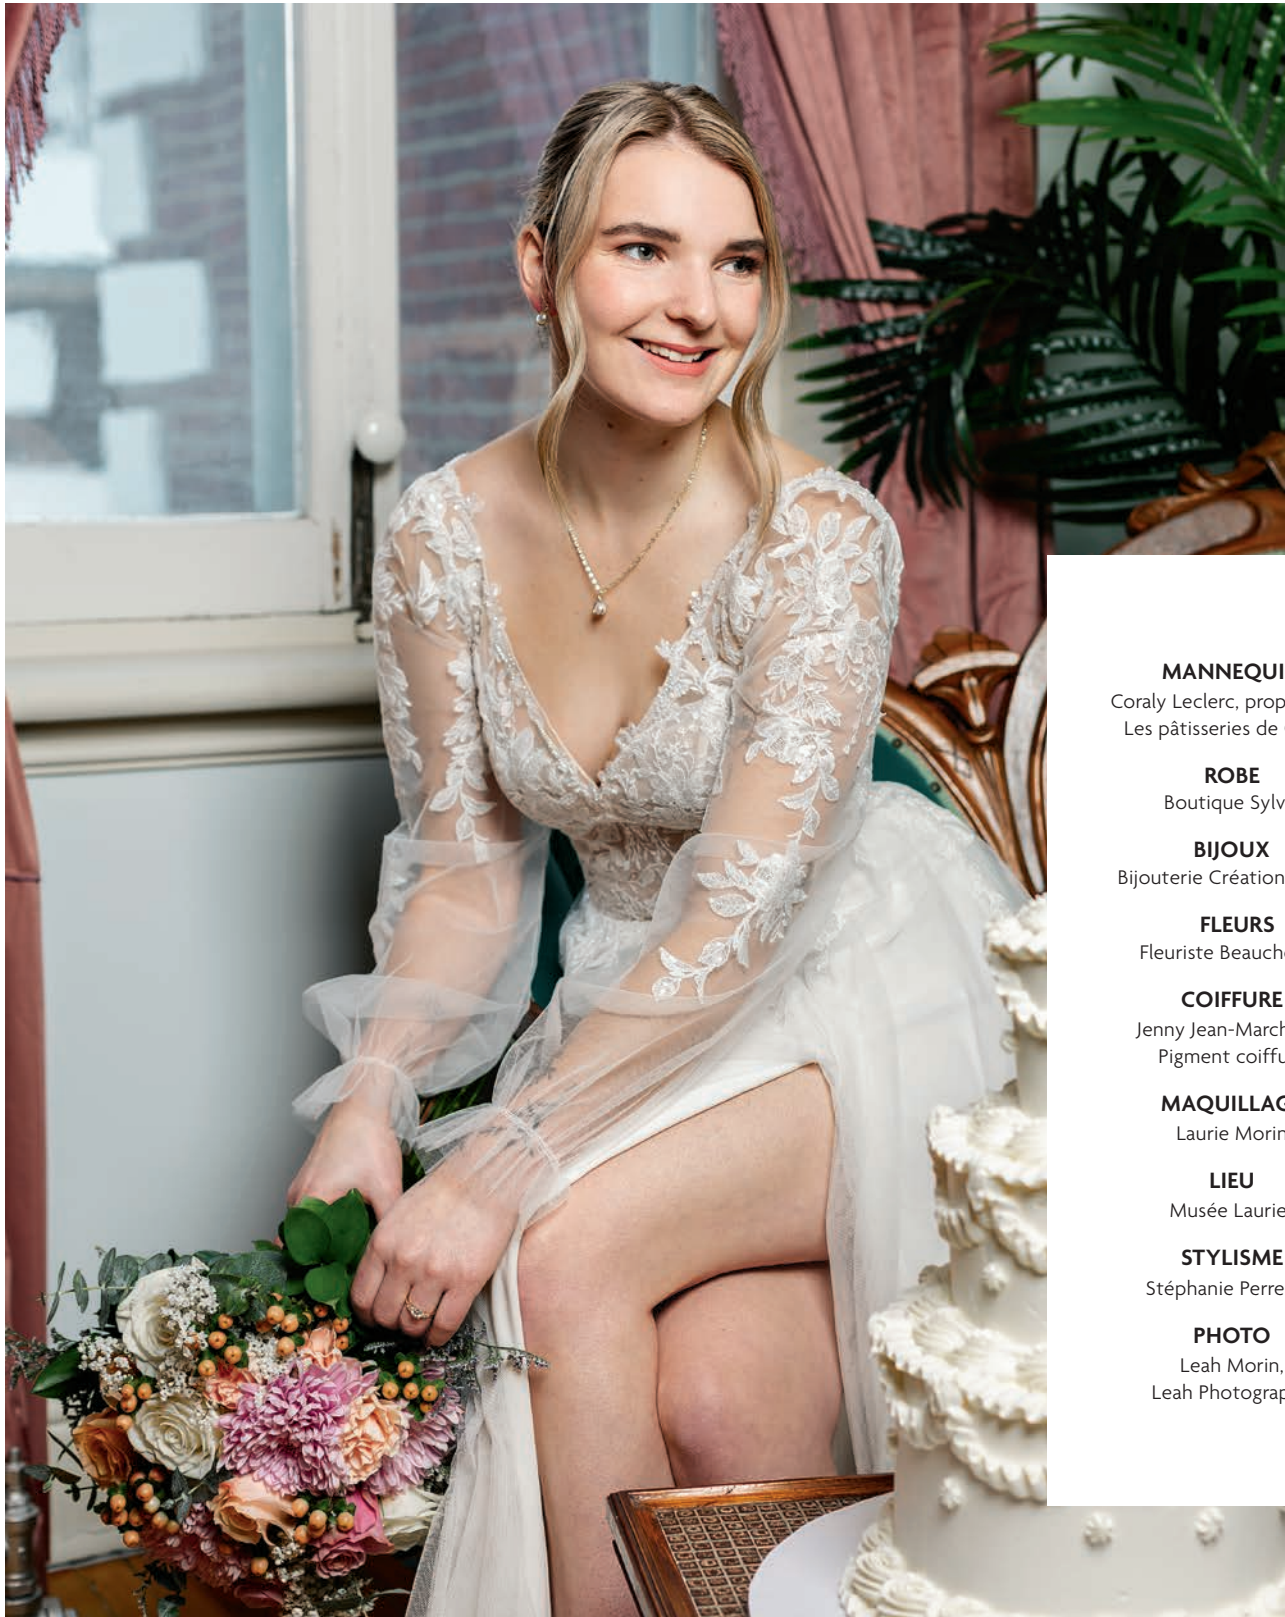 MANNEQUI
Coraly Leclerc, prop
Les pâtisseries de
ROBE
Boutique Sylv
BIJOUX
Bijouterie Création
FLEURS
Fleuriste Beauch
COIFFURE
Jenny Jean-March
Pigment coiffu
MAQUILLAG
Laurie Morin
LIEU
Musée Laurie
STYLISME
Stéphanie Perre
PHOTO
Leah Morin,
Leah Photograp